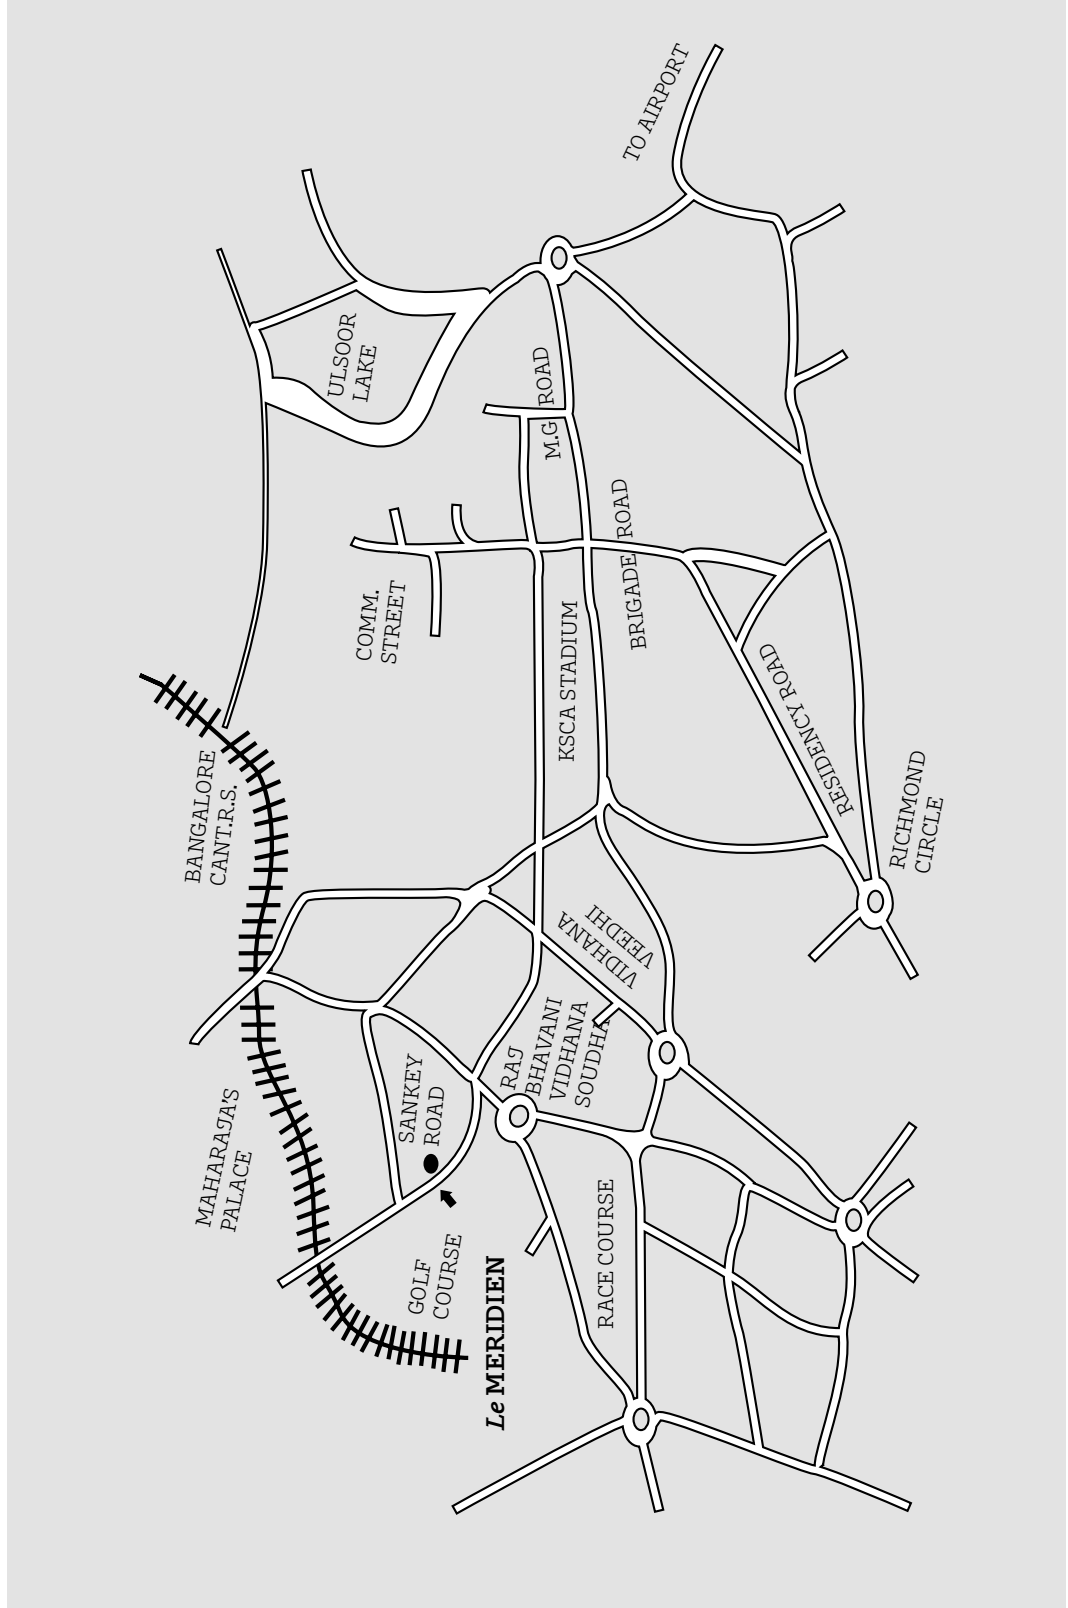 TO AIRPORT
ULSOOR
LAKE
M.G ROAD
BRIGADE ROAD
COMM.
STREET
KSCA STADIUM
RESIDENCY ROAD
RICHMOND
CIRCLE
BANGALORE
CANT.R.S.
VIDHANA
VEEDHI
RAJ
BHAVANI
VIDHANA
SOUDHA
SANKEY
ROAD
MAHARAJA'S
PALACE
GOLF
COURSE
RACE COURSE
Le MERIDIEN